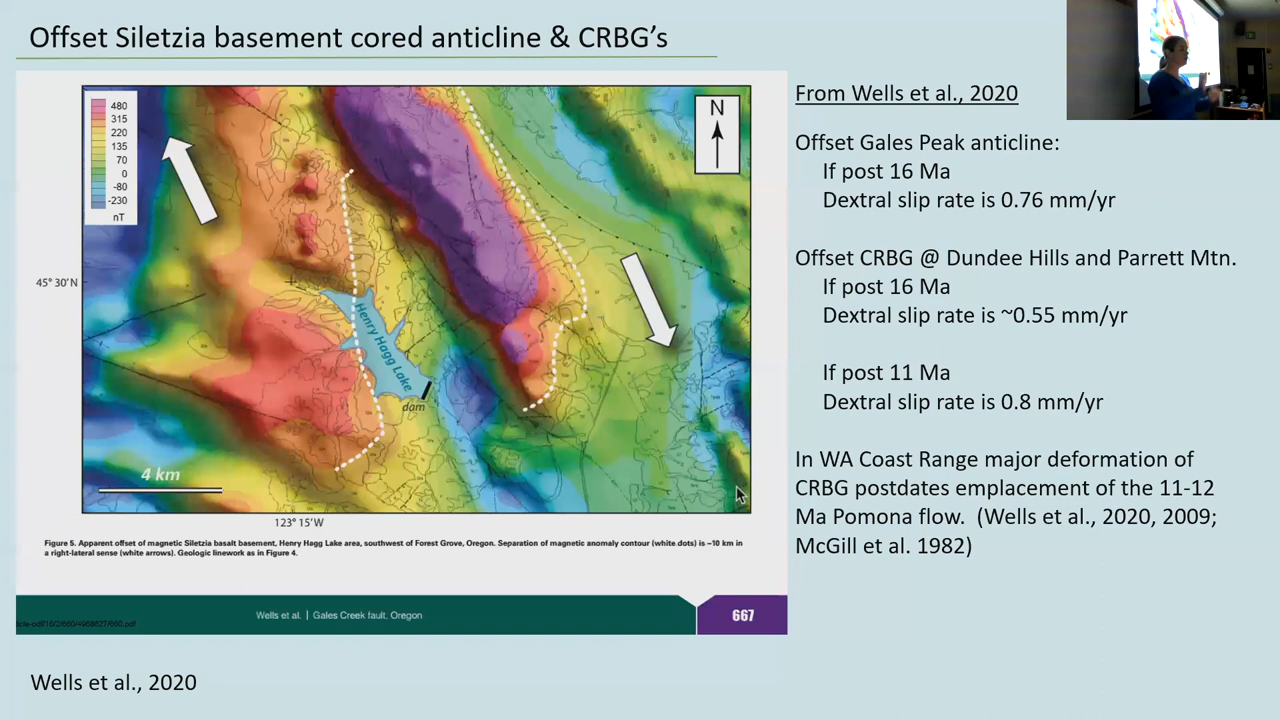 Offset Siletzia basement cored anticline & CRBG's
480
315
220
135
70
0
-80
-230
nT
N
45°30′N
Henry Hagg Lake
dam
4 km
123°15′W
Figure 5. Apparent offset of magnetic Siletzia basalt basement, Henry Hagg Lake area, southwest of Forest Grove, Oregon. Separation of magnetic anomaly contour (white dots) is ~10 km in
a right-lateral sense (white arrows). Geologic linework as in Figure 4.
Wells et al. | Gales Creek fault, Oregon
667
Wells et al., 2020
From Wells et al., 2020
Offset Gales Peak anticline:
If post 16 Ma
Dextral slip rate is 0.76 mm/yr
Offset CRBG @ Dundee Hills and Parrett Mtn.
If post 16 Ma
Dextral slip rate is ~0.55 mm/yr
If post 11 Ma
Dextral slip rate is 0.8 mm/yr
In WA Coast Range major deformation of
CRBG postdates emplacement of the 11-12
Ma Pomona flow. (Wells et al., 2020, 2009;
McGill et al. 1982)